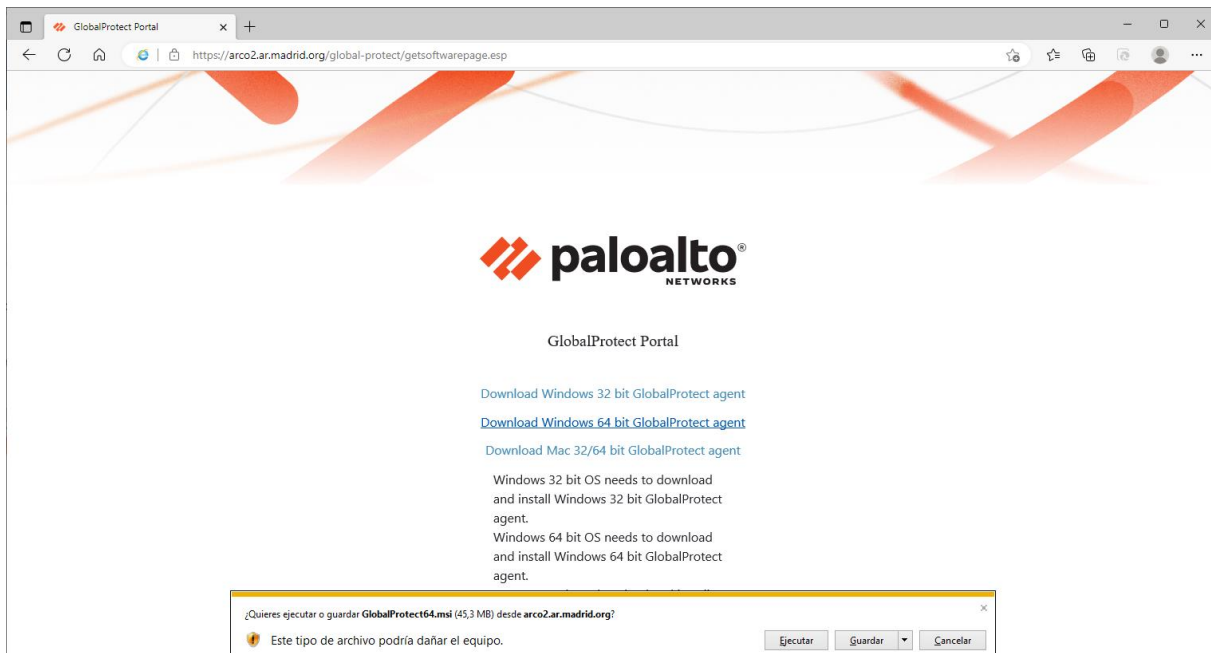 GlobalProtect Portal
https://arco2.ar.madrid.org/global-protect/getsoftwarepage.esp
paloalto®
NETWORKS
GlobalProtect Portal
Download Windows 32 bit GlobalProtect agent
Download Windows 64 bit GlobalProtect agent
Download Mac 32/64 bit GlobalProtect agent
Windows 32 bit OS needs to download
and install Windows 32 bit GlobalProtect
agent.
Windows 64 bit OS needs to download
and install Windows 64 bit GlobalProtect
agent.
¿Quieres ejecutar o guardar GlobalProtect64.msi (45,3 MB) desde arco2.ar.madrid.org?
Este tipo de archivo podría dañar el equipo.
Ejecutar Guardar Cancelar